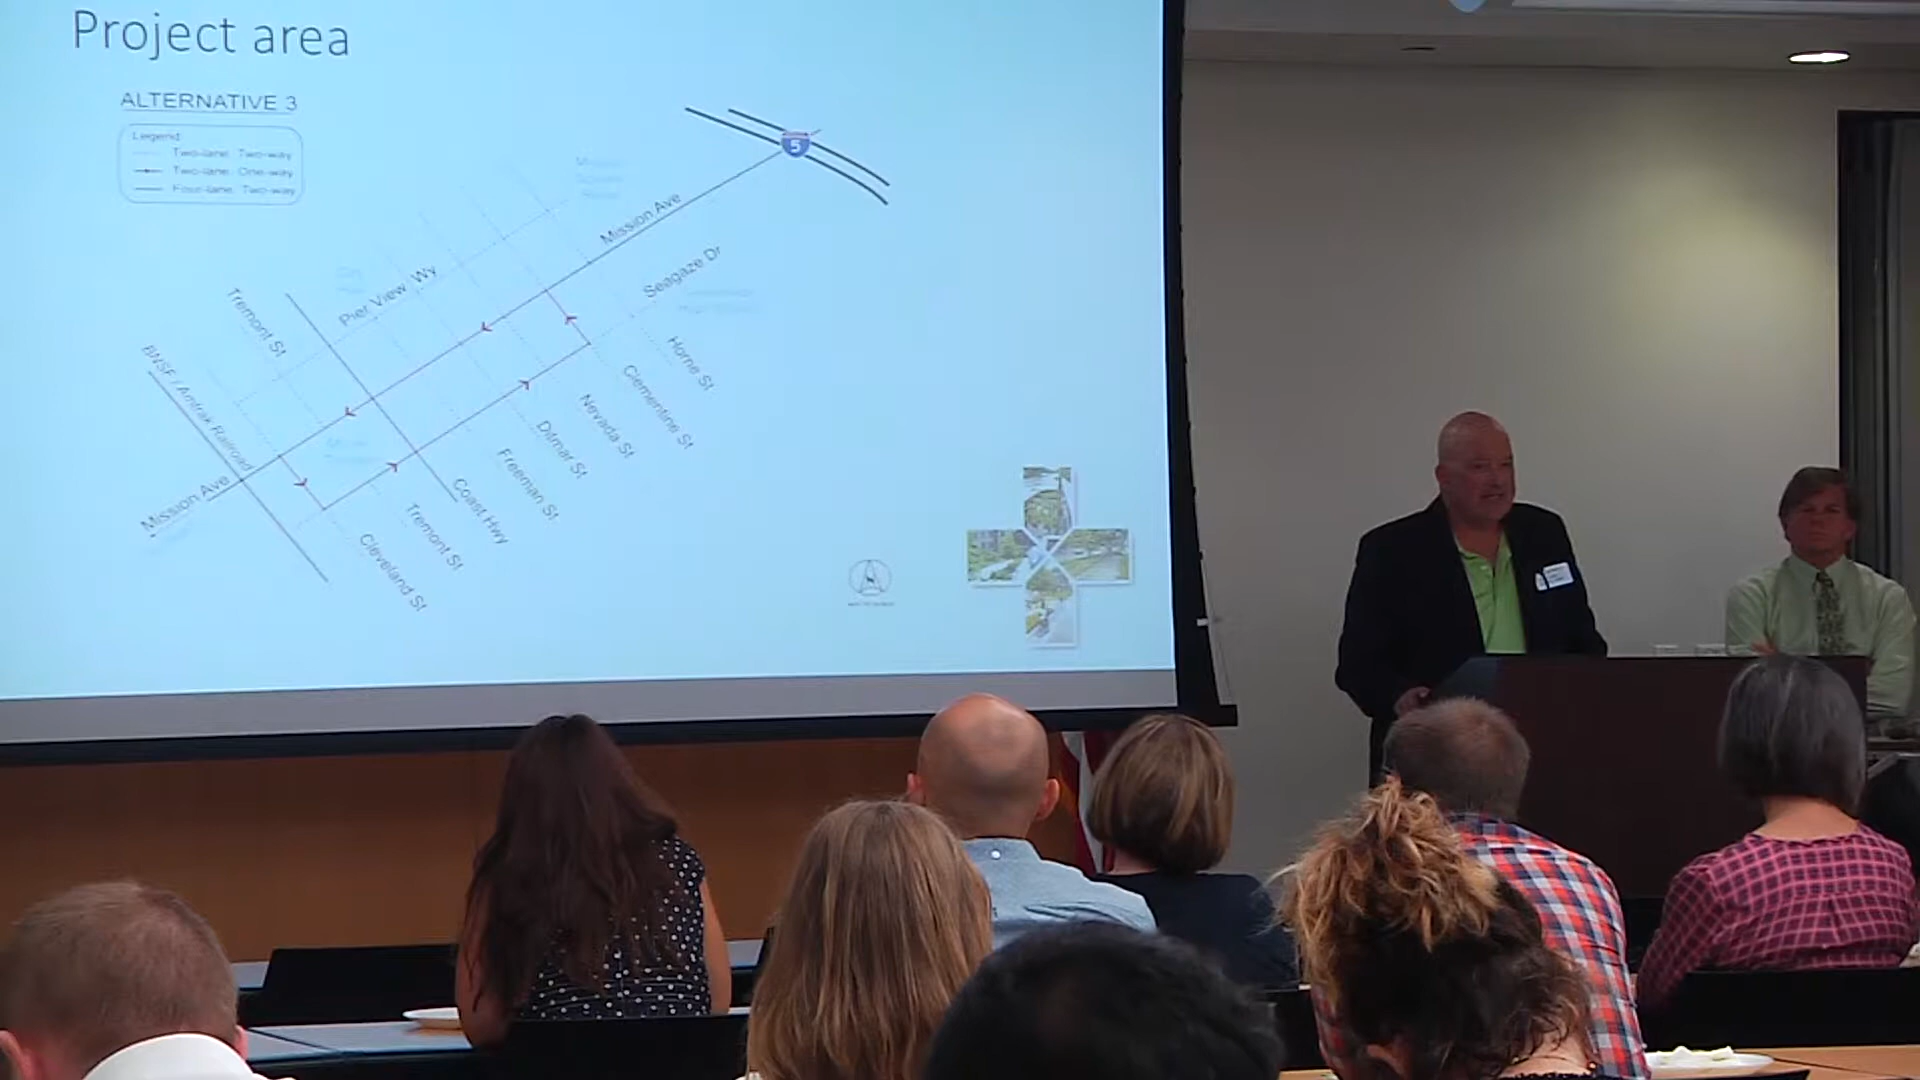 Project area
ALTERNATIVE 3
Legend:
Two-lane: Two-way
Two-lane: One-way
Four-lane: Two-way
5
Mission Ave
Seagaze Dr
Pier View Wy
Tremont St
BNSF / Amtrak Railroad
Mission Ave
Horne St
Clementine St
Nevada St
Ditmar St
Freeman St
Coast Hwy
Tremont St
Cleveland St